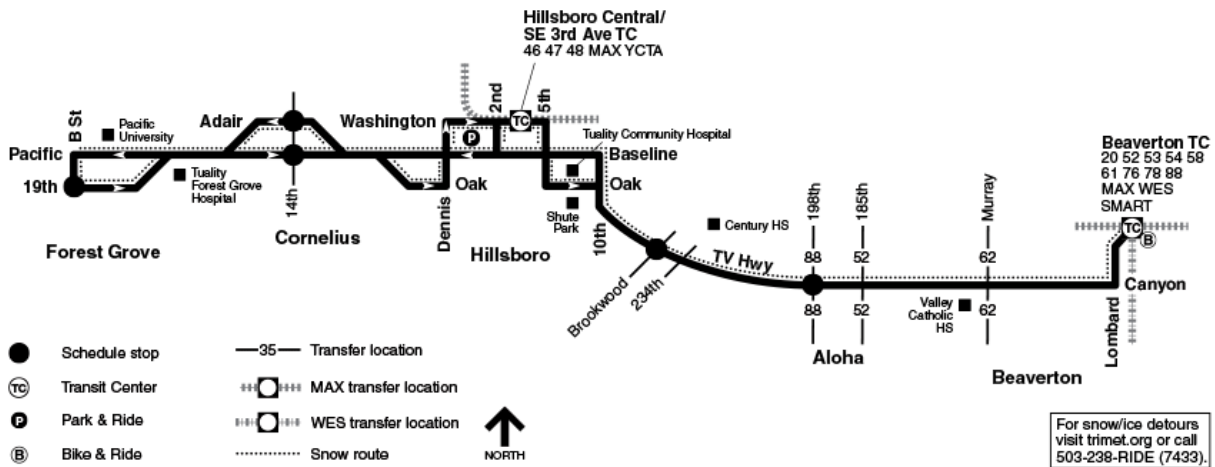 Hillsboro Central/
SE 3rd Ave TC
46 47 48 MAX YCTA
B St
Pacific
University
Adair
Washington
2nd
TC
5th
P
Tuality Community Hospital
Pacific
Baseline
19th
Tuality
Forest Grove
Hospital
14th
Oak
Oak
Dennis
Shute
Park
10th
Forest Grove
Cornelius
Hillsboro
Beaverton TC
20 52 53 54 58
61 76 78 88
MAX WES
SMART
TC
B
Century HS
198th
185th
Murray
TV Hwy
88
52
62
Brookwood
234th
88
52
62
Valley
Catholic
HS
Canyon
Lombard
Aloha
Beaverton
Schedule stop
35
Transfer location
TC
Transit Center
MAX transfer location
P
Park & Ride
WES transfer location
B
Bike & Ride
Snow route
NORTH
For snow/ice detours
visit trimet.org or call
503-238-RIDE (7433).